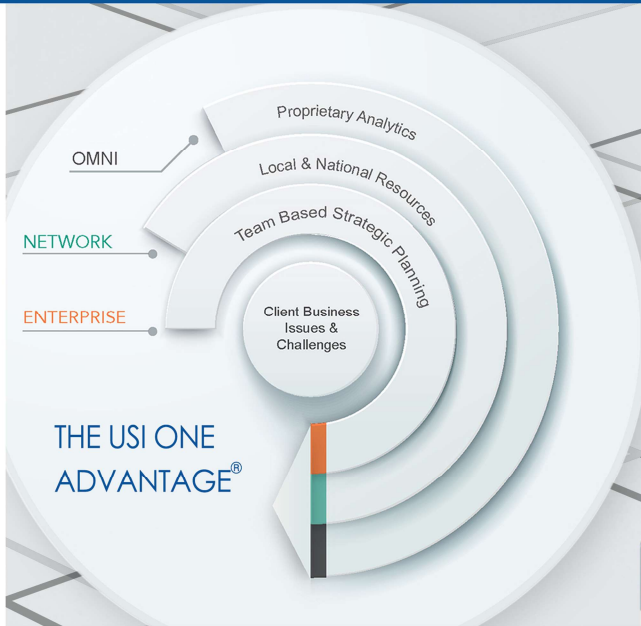 Proprietary Analytics
OMNI
Local & National Resources
NETWORK
Team Based Strategic Planning
ENTERPRISE
Client Business
Issues &
Challenges
THE USI ONE
ADVANTAGE®